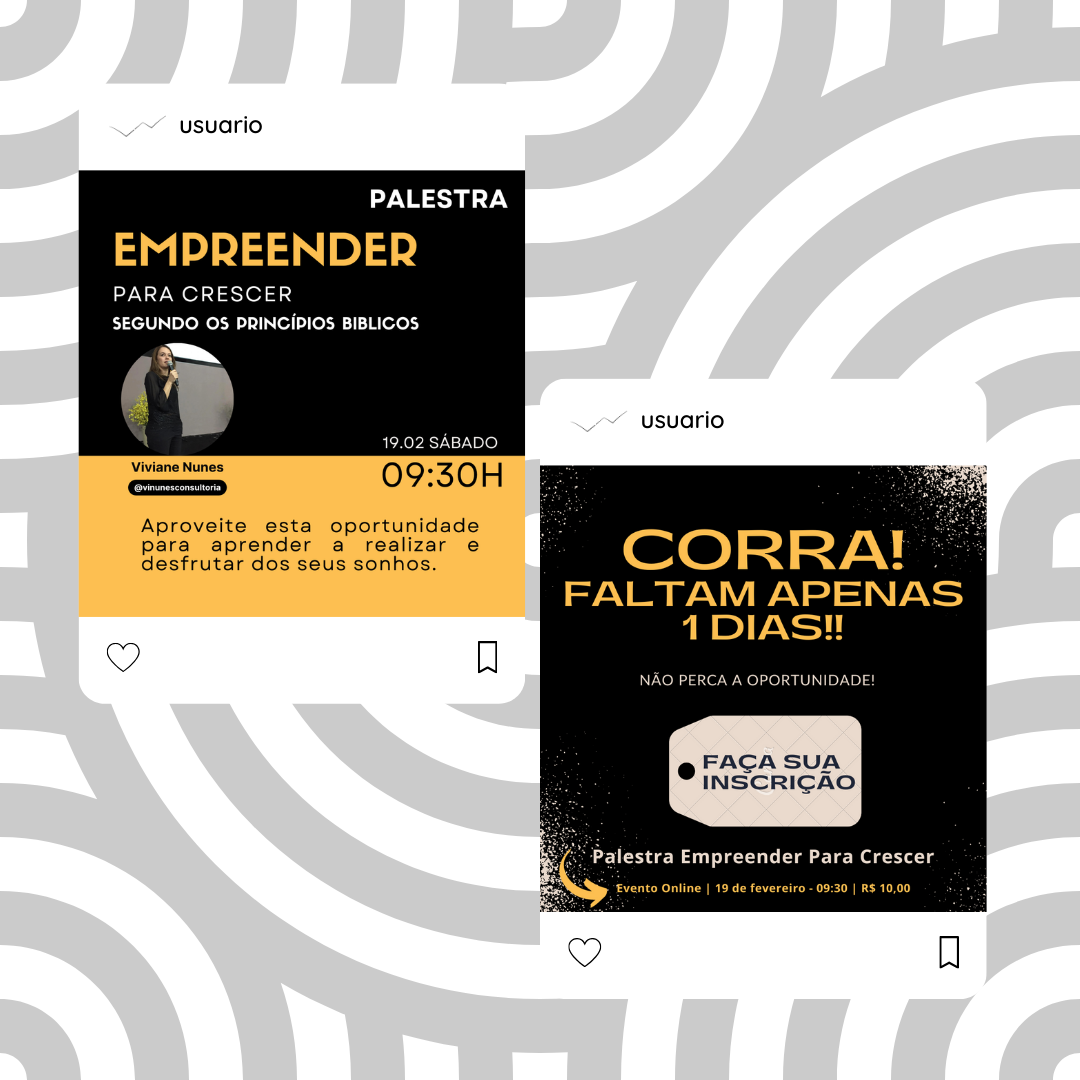 usuario
PALESTRA
EMPREENDER
PARA CRESCER
SEGUNDO OS PRINCÍPIOS BIBLICOS
19.02 SÁBADO
09:30H
Viviane Nunes
@vinunesconsultoria
Aproveite esta oportunidade
para aprender a realizar e
desfrutar dos seus sonhos.
usuario
CORRA!
FALTAM APENAS
1 DIAS!!
NÃO PERCA A OPORTUNIDADE!
FAÇA SUA
INSCRIÇÃO
Palestra Empreender Para Crescer
Evento Online | 19 de fevereiro - 09:30 | R$ 10,00